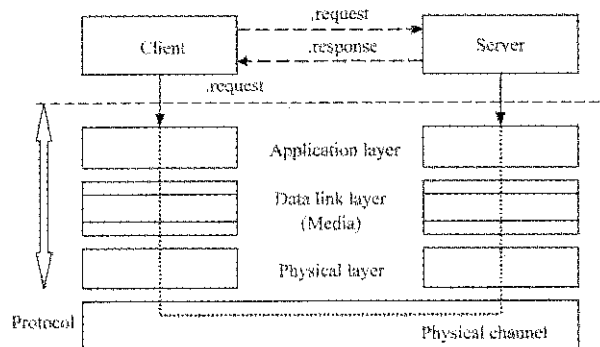 .request
Client
.response
Server
.request
Application layer
Data link layer
(Media)
Physical layer
Protocol
Physical channel